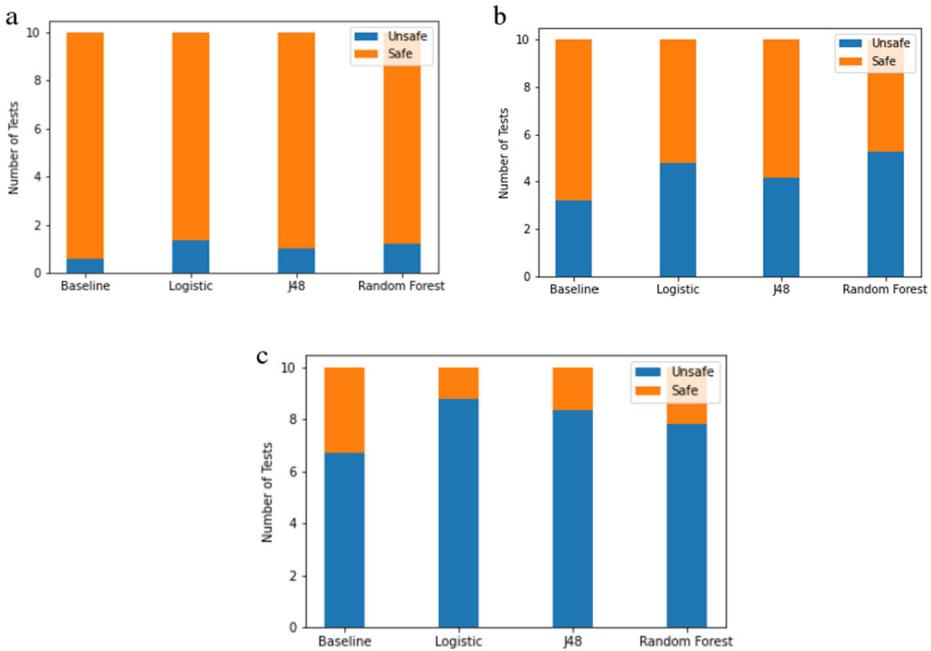 a
10
8
6
4
2
0
Number of Tests
Unsafe
Safe
Baseline
Logistic
J48
Random Forest
b
10
8
6
4
2
0
Number of Tests
Unsafe
Safe
Baseline
Logistic
J48
Random Forest
c
10
8
6
4
2
0
Number of Tests
Unsafe
Safe
Baseline
Logistic
J48
Random Forest